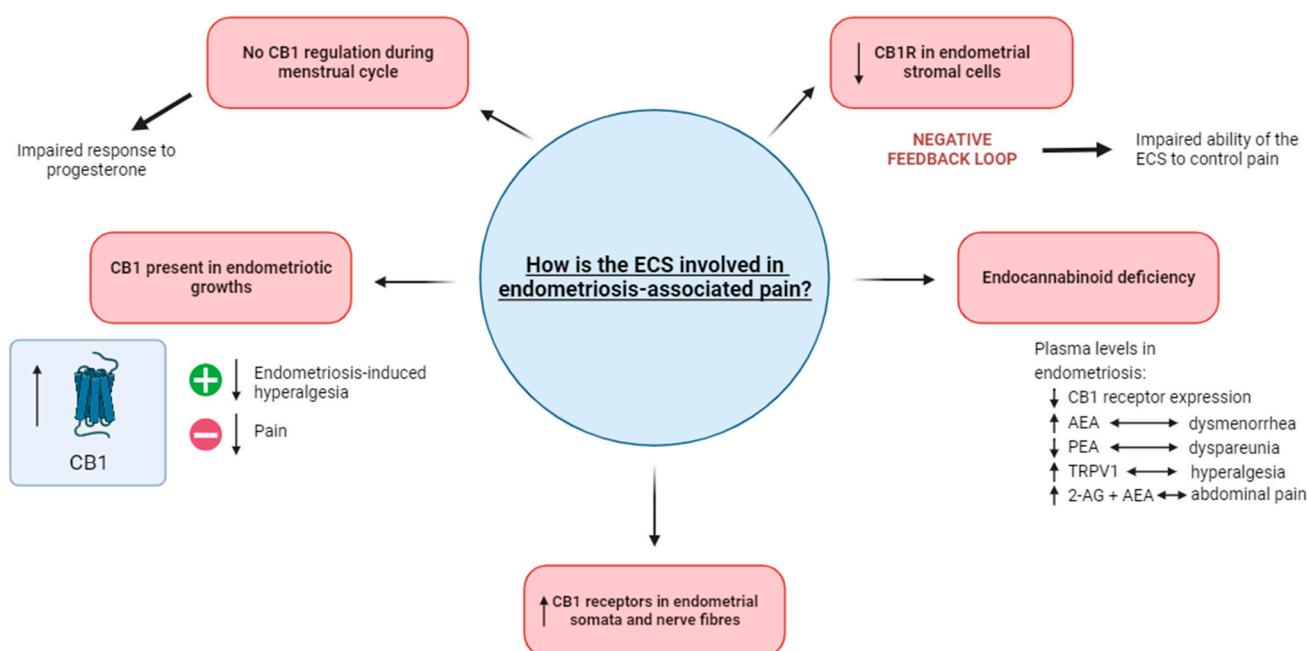 No CB1 regulation during
menstrual cycle
Impaired response to
progesterone
CB1R in endometrial
stromal cells
NEGATIVE
FEEDBACK LOOP
Impaired ability of the
ECS to control pain
How is the ECS involved in
endometriosis-associated pain?
CB1 present in endometriotic
growths
CB1
Endometriosis-induced
hyperalgesia
Pain
Endocannabinoid deficiency
Plasma levels in
endometriosis:
CB1 receptor expression
AEA dysmenorrhea
PEA dyspareunia
TRPV1 hyperalgesia
2-AG + AEA abdominal pain
CB1 receptors in endometrial
somata and nerve fibres